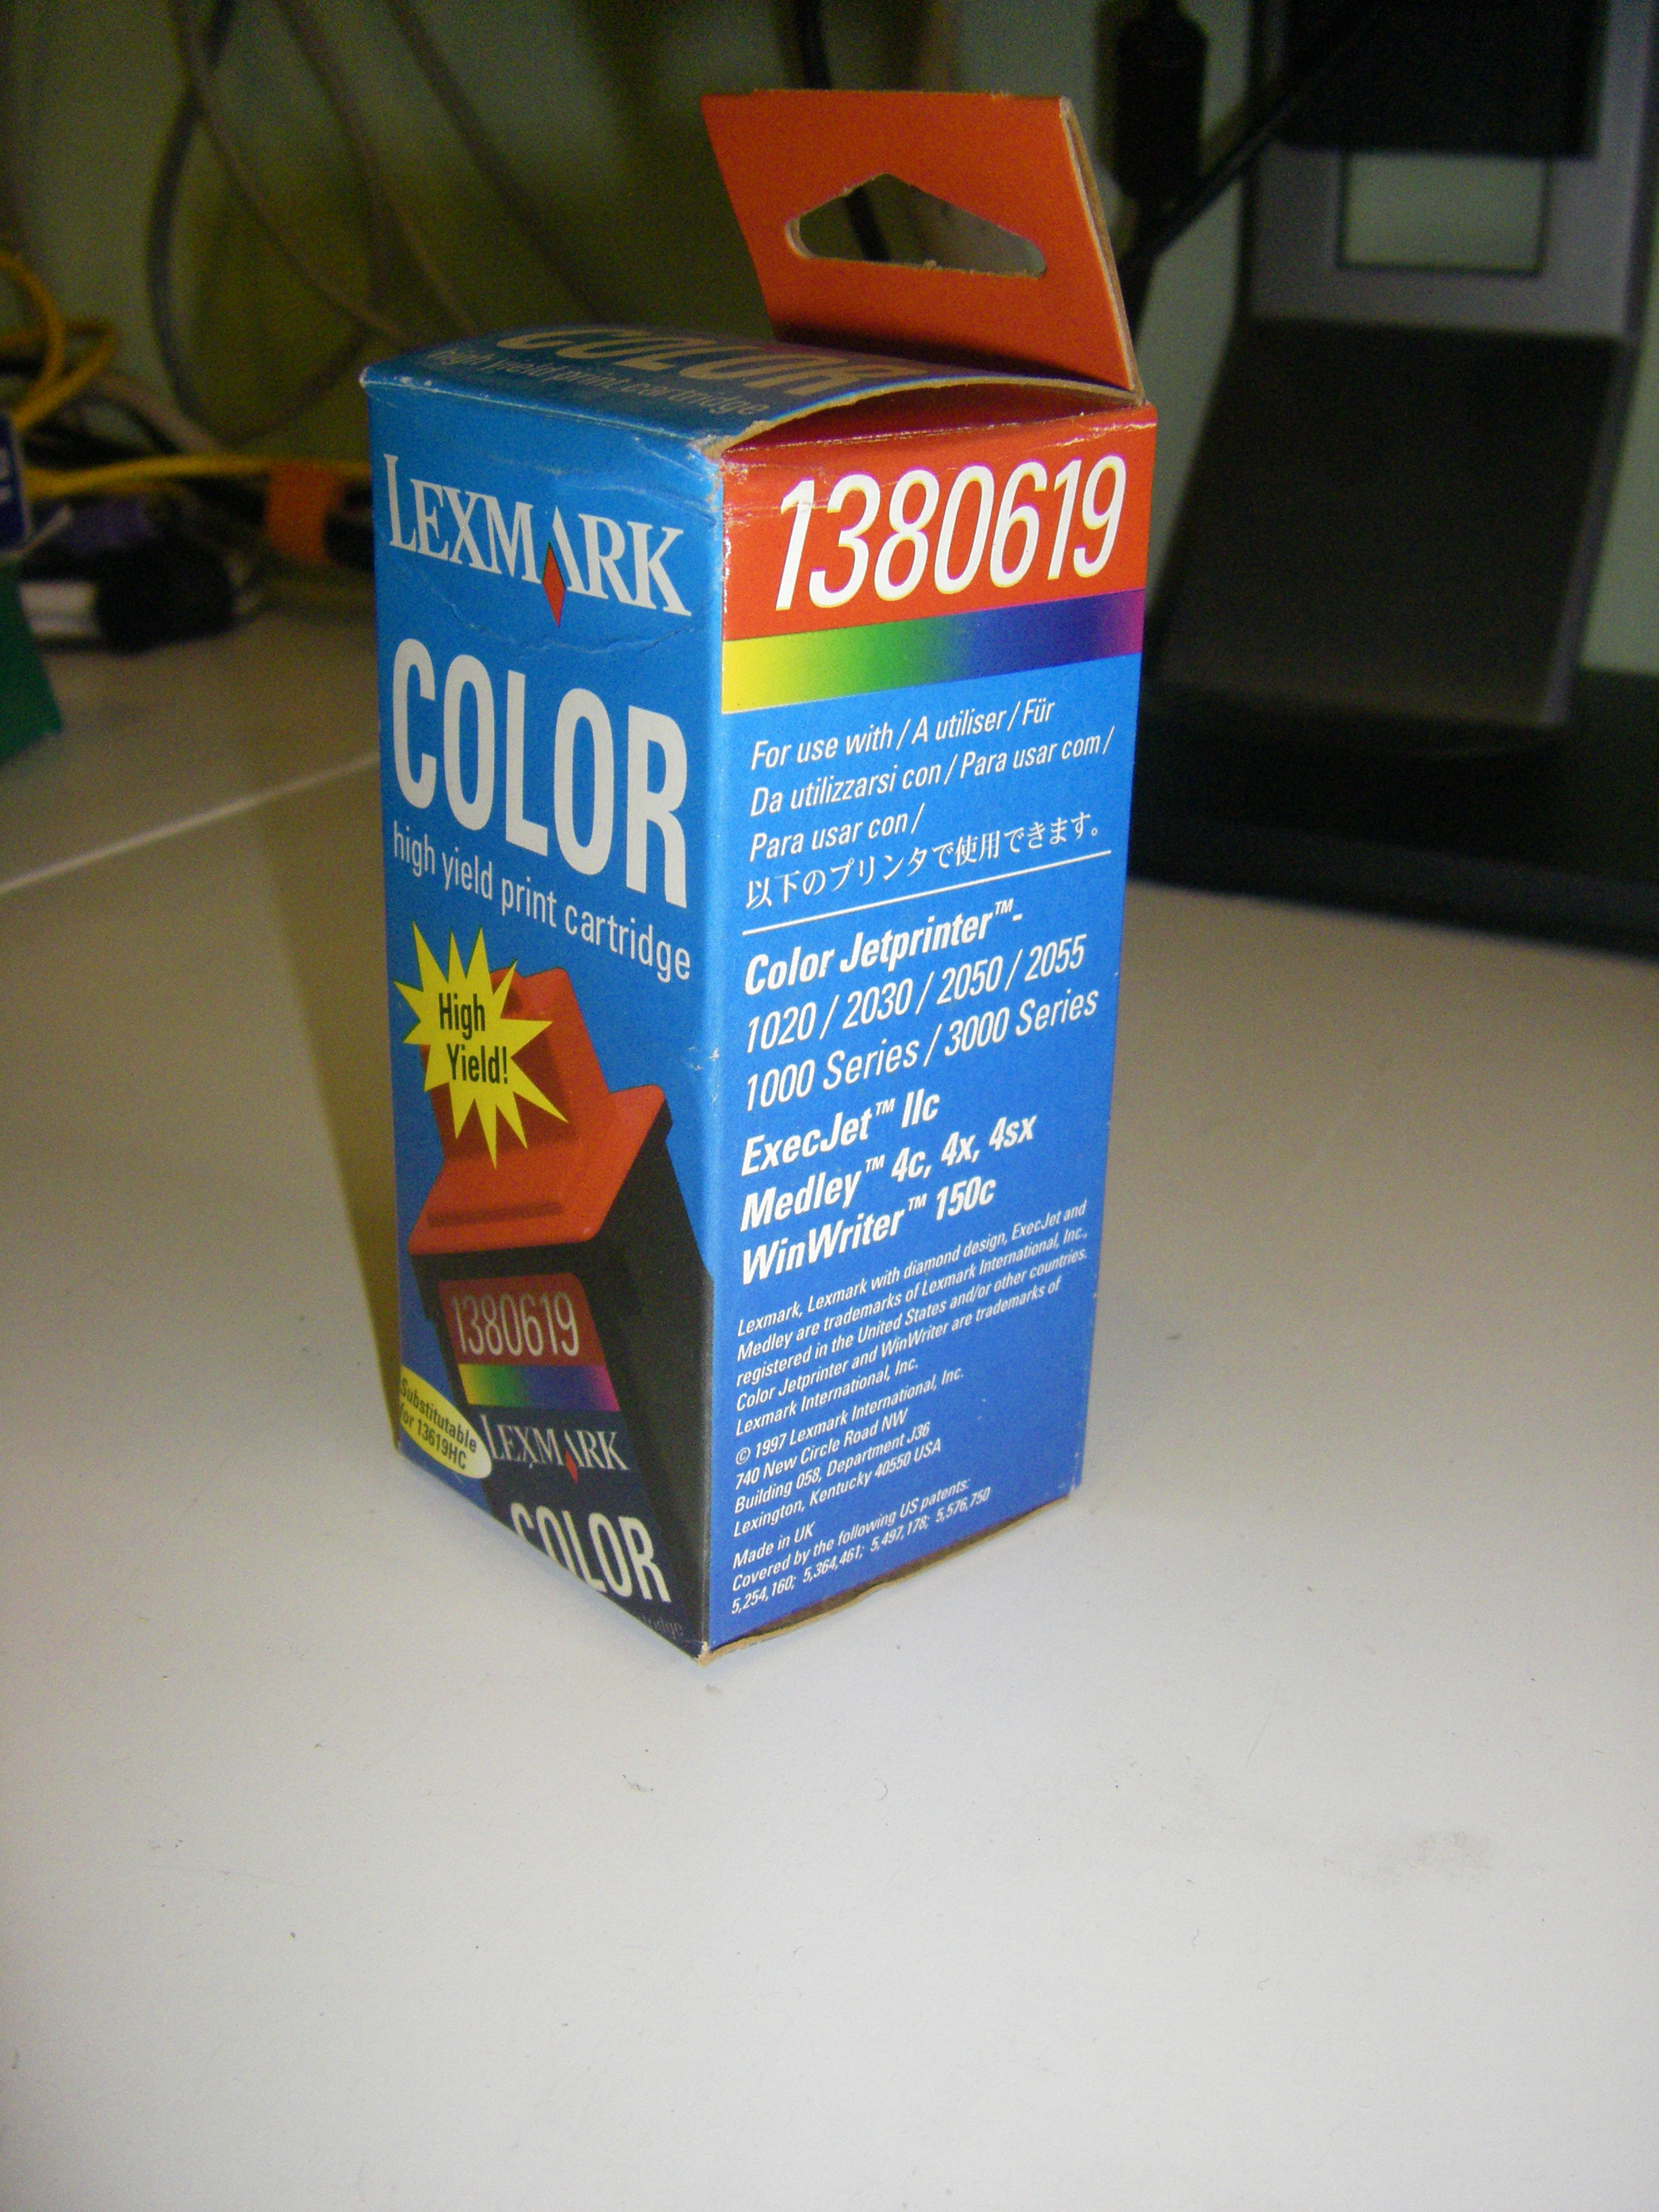 COLOR
high yield print cartridge
LEXMARK
COLOR
high yield print cartridge
High
Yield!
1380619
LEXMARK
COLOR
Substitutable
for 13619HC
1380619
For use with / A utiliser / Für
Da utilizzarsi con / Para usar com /
Para usar con /
以下のプリンタで使用できます。
Color Jetprinter™-
1020 / 2030 / 2050 / 2055
1000 Series / 3000 Series
ExecJet™ IIc
Medley™ 4c, 4x, 4sx
WinWriter™ 150c
Lexmark, Lexmark with diamond design, ExecJet and
Medley are trademarks of Lexmark International, Inc.,
registered in the United States and/or other countries.
Color Jetprinter and WinWriter are trademarks of
Lexmark International, Inc.
© 1997 Lexmark International, Inc.
740 New Circle Road NW
Building 058, Department J36
Lexington, Kentucky 40550 USA
Made in UK
Covered by the following US patents:
5,254,160; 5,364,461; 5,497,178; 5,576,750